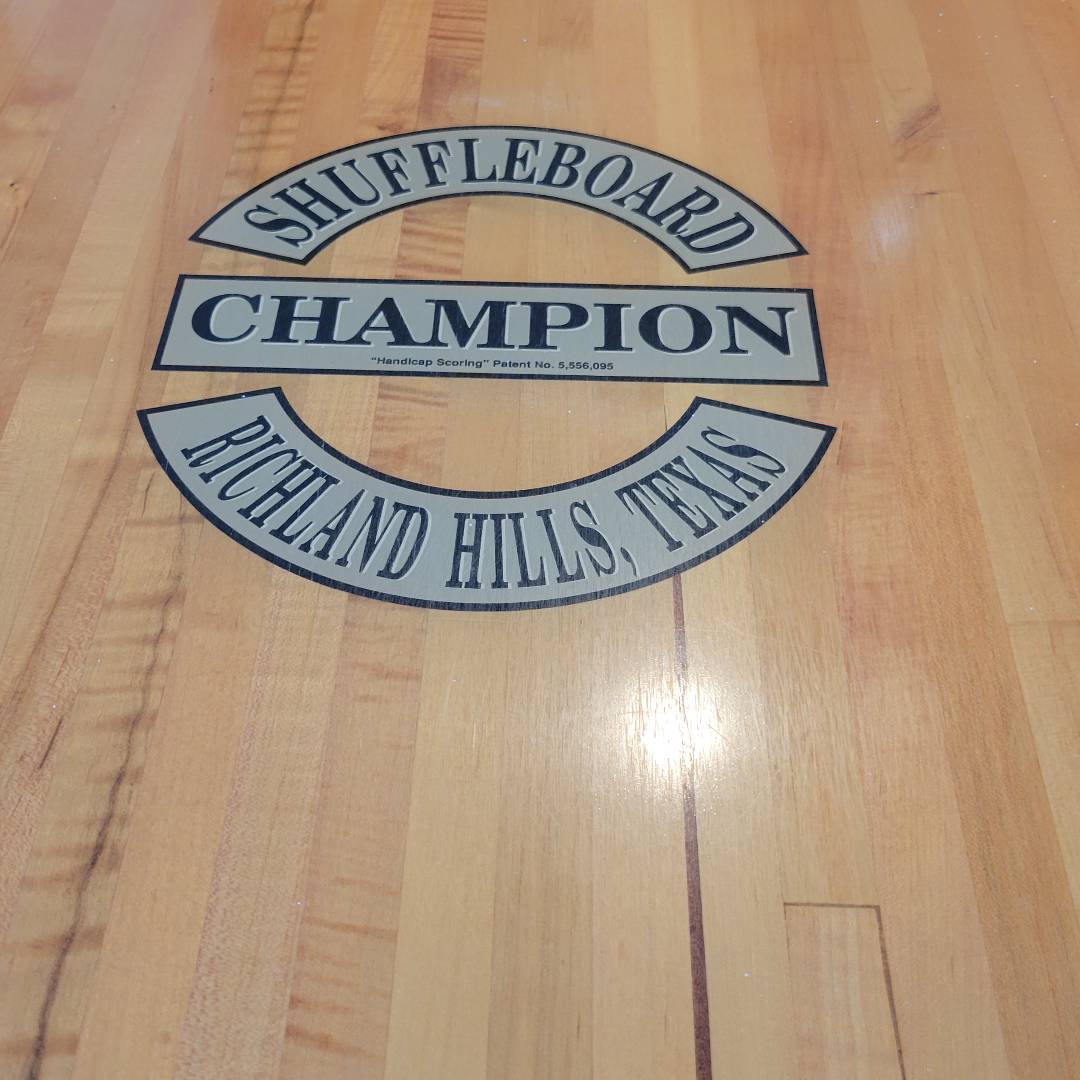 SHUFFLEBOARD
CHAMPION
"Handicap Scoring" Patent No. 5,556,095
RICHLAND HILLS, TEXAS